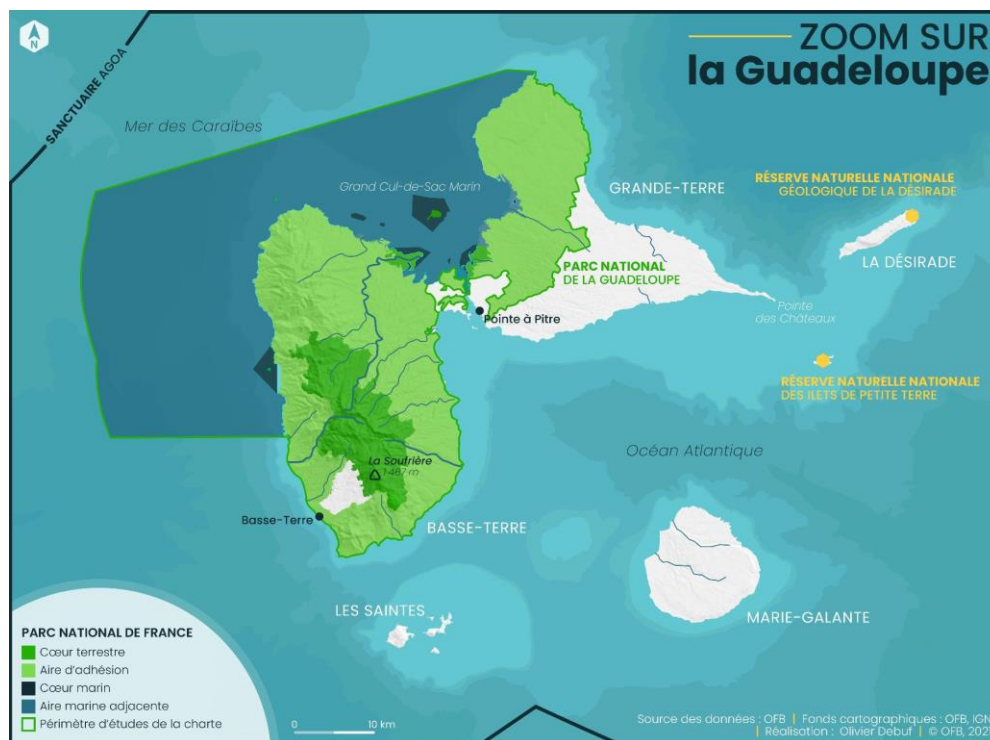 N
SANCTUAIRE AGOA
ZOOM SUR
la Guadeloupe
Mer des Caraïbes
Grand Cul-de-Sac Marin
GRANDE-TERRE
RÉSERVE NATURELLE NATIONALE
GÉOLOGIQUE DE LA DÉSIRADE
LA DÉSIRADE
PARC NATIONAL
DE LA GUADELOUPE
Pointe
des Châteaux
Pointe à Pitre
RÉSERVE NATURELLE NATIONALE
DES ILETS DE PETITE TERRE
Océan Atlantique
La Soufrière
1 467 m
Basse-Terre
BASSE-TERRE
LES SAINTES
MARIE-GALANTE
PARC NATIONAL DE FRANCE
Cœur terrestre
Aire d'adhésion
Cœur marin
Aire marine adjacente
Périmètre d'études de la charte
0 10 km
Source des données : OFB | Fonds cartographiques : OFB, IGN
| Réalisation : Olivier Debuf | © OFB, 2021